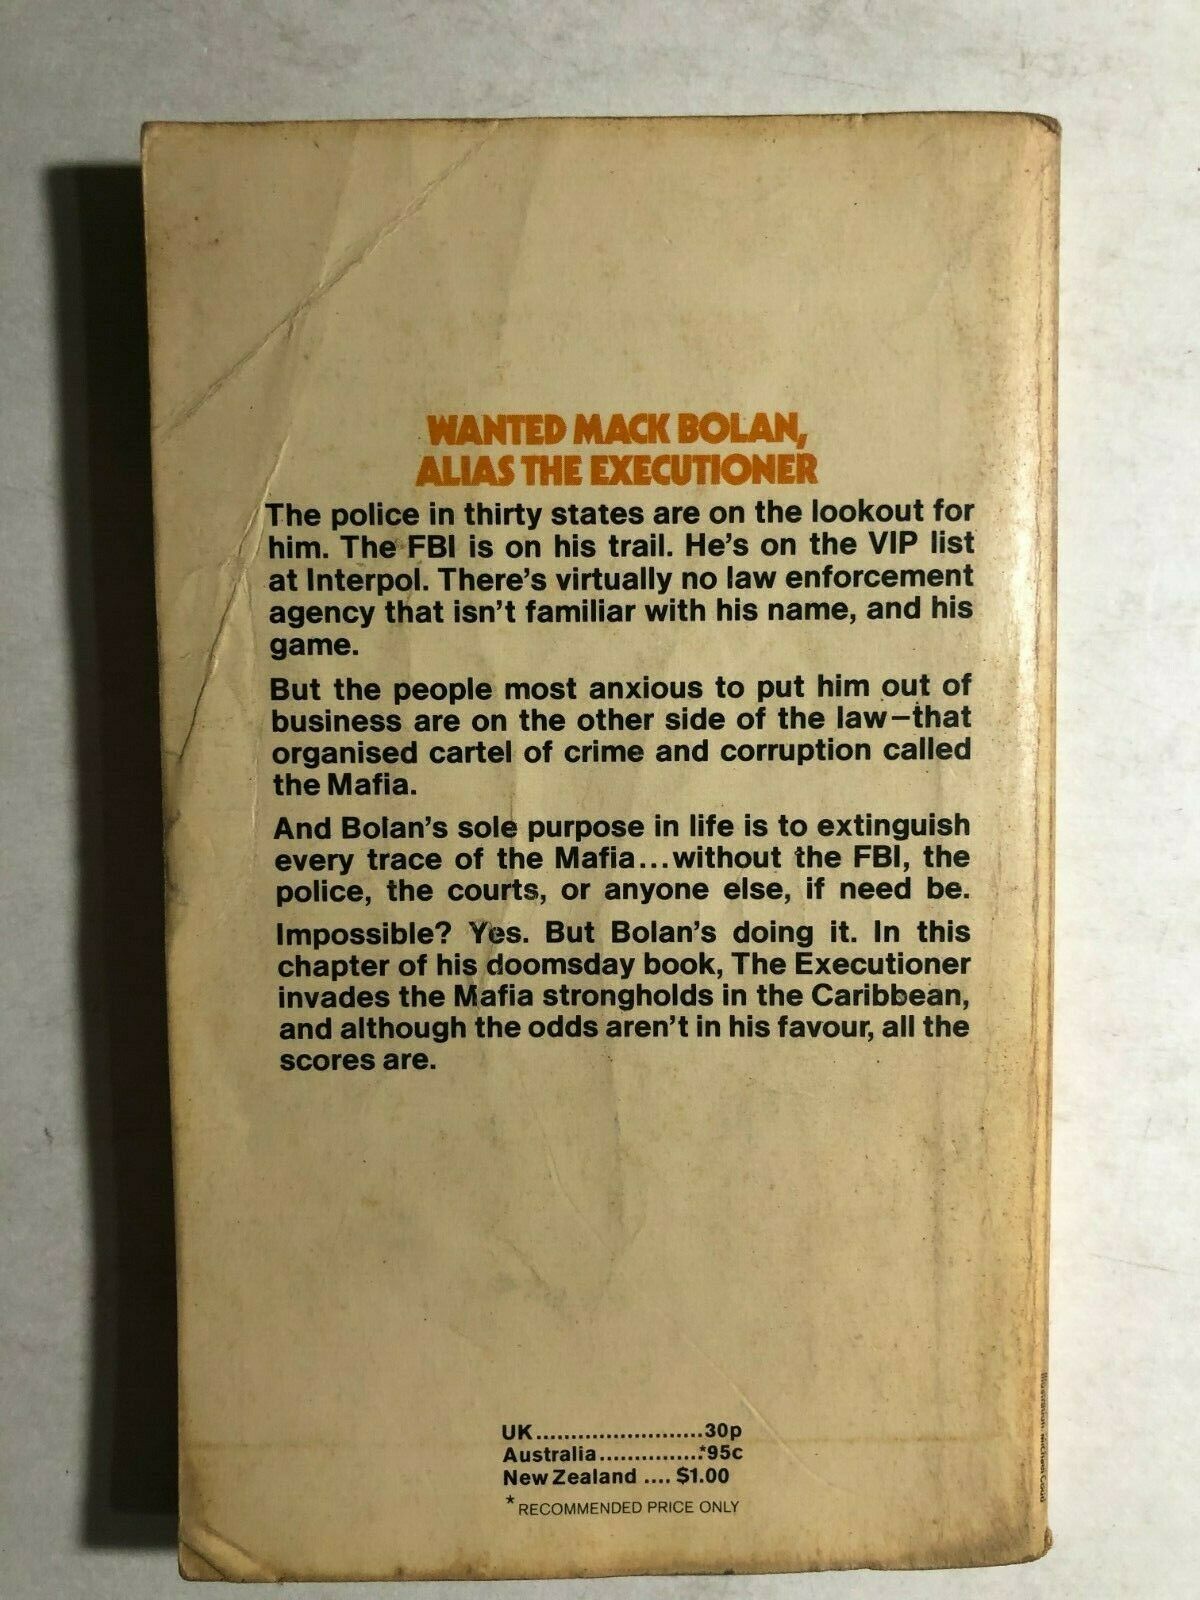 WANTED MACK BOLAN,
ALIAS THE EXECUTIONER
The police in thirty states are on the lookout for
him. The FBI is on his trail. He's on the VIP list
at Interpol. There's virtually no law enforcement
agency that isn't familiar with his name, and his
game.
But the people most anxious to put him out of
business are on the other side of the law—that
organised cartel of crime and corruption called
the Mafia.
And Bolan's sole purpose in life is to extinguish
every trace of the Mafia...without the FBI, the
police, the courts, or anyone else, if need be.
Impossible? Yes. But Bolan's doing it. In this
chapter of his doomsday book, The Executioner
invades the Mafia strongholds in the Caribbean,
and although the odds aren't in his favour, all the
scores are.
UK........................30p
Australia...............*95c
New Zealand .... $1.00
*RECOMMENDED PRICE ONLY
Illustration